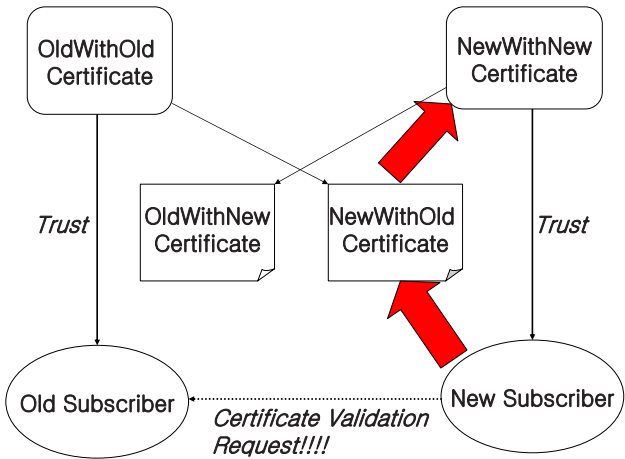 OldWithOld
Certificate
NewWithNew
Certificate
OldWithNew
Certificate
NewWithOld
Certificate
Trust
Trust
Old Subscriber
New Subscriber
Certificate Validation
Request!!!!